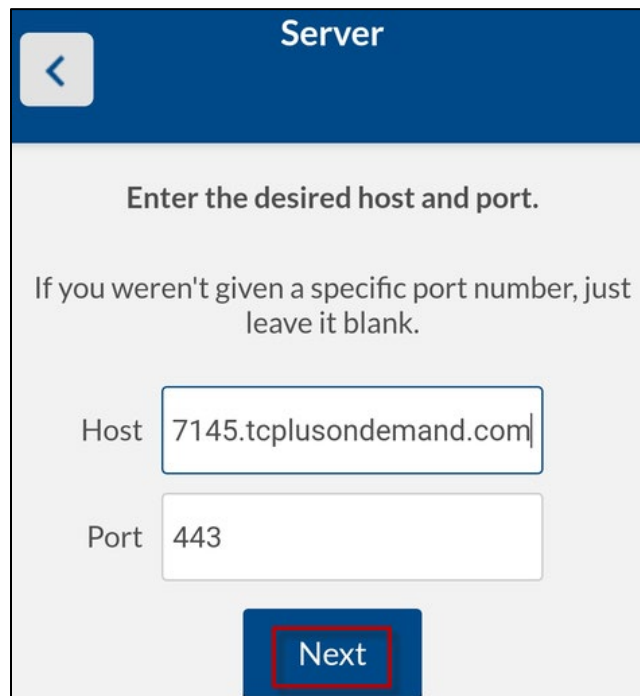 Server
Enter the desired host and port.
If you weren't given a specific port number, just
leave it blank.
Host 7145.tcplusondemand.com
Port 443
Next